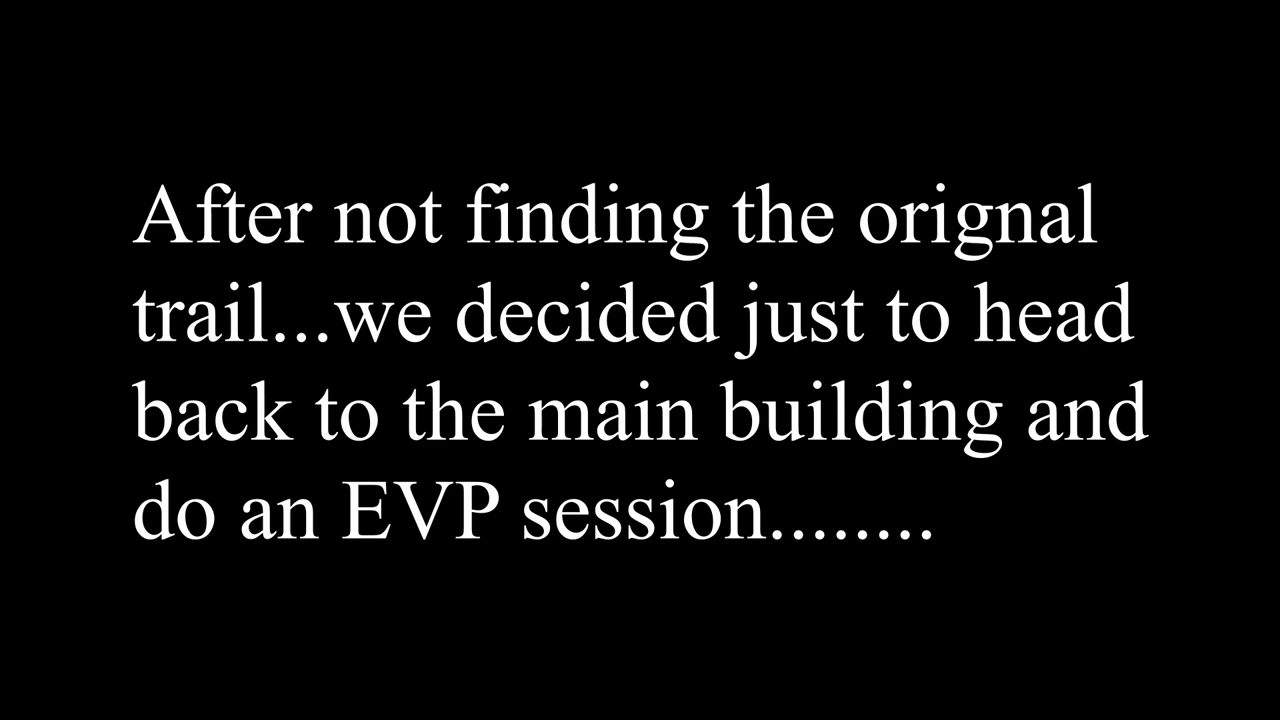 After not finding the orignal
trail...we decided just to head
back to the main building and
do an EVP session........